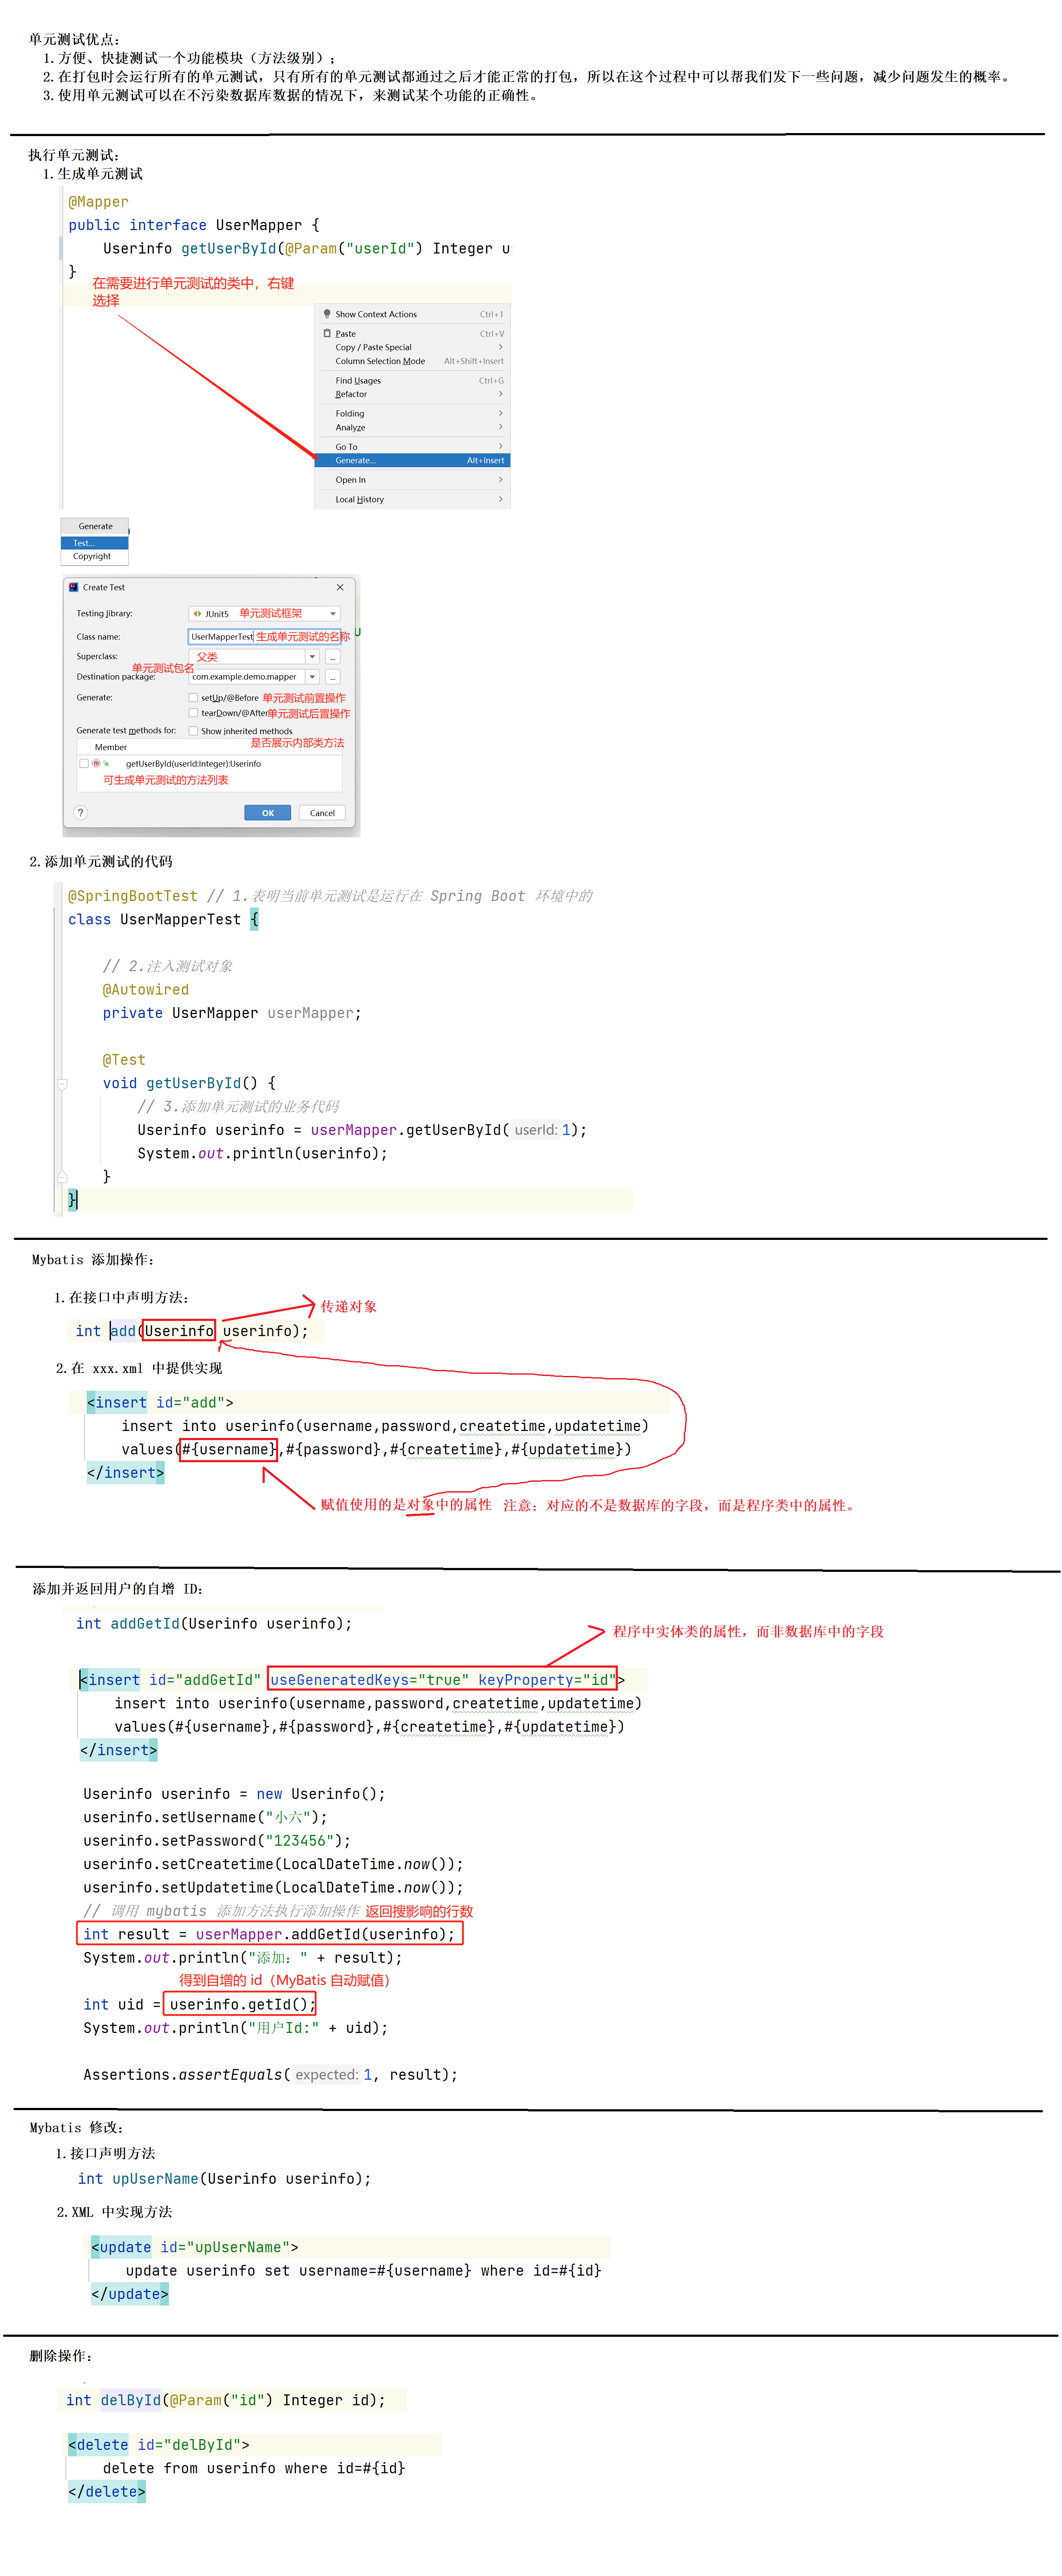 单元测试优点：
1.方便、快捷测试一个功能模块（方法级别）；
2.在打包时会运行所有的单元测试，只有所有的单元测试都通过之后才能正常的打包，所以在这个过程中可以帮我们发下一些问题，减少问题发生的概率。
3.使用单元测试可以在不污染数据库数据的情况下，来测试某个功能的正确性。
执行单元测试：
1.生成单元测试
@Mapper
public interface UserMapper {
Userinfo getUserById(@Param("userId") Integer u
}
在需要进行单元测试的类中，右键
选择
Show Context Actions Ctrl+1
Paste Ctrl+V
Copy / Paste Special
Column Selection Mode Alt+Shift+Insert
Find Usages Ctrl+G
Refactor
Folding
Analyze
Go To
Generate... Alt+Insert
Open In
Local History
Generate
Test...
Copyright
Create Test
Testing library: JUnit5 单元测试框架
Class name: UserMapperTest 生成单元测试的名称
Superclass: 父类 ...
单元测试包名
Destination package: com.example.demo.mapper ...
Generate: setUp/@Before 单元测试前置操作
tearDown/@After 单元测试后置操作
Generate test methods for: Show inherited methods
是否展示内部类方法
Member
getUserById(userId:Integer):Userinfo
可生成单元测试的方法列表
? OK Cancel
2.添加单元测试的代码
@SpringBootTest // 1.表明当前单元测试是运行在 Spring Boot 环境中的
class UserMapperTest {
// 2.注入测试对象
@Autowired
private UserMapper userMapper;
@Test
void getUserById() {
// 3.添加单元测试的业务代码
Userinfo userinfo = userMapper.getUserById( userId: 1);
System.out.println(userinfo);
}
}
Mybatis 添加操作：
1.在接口中声明方法：
传递对象
int add(Userinfo userinfo);
2.在 xxx.xml 中提供实现
<insert id="add">
insert into userinfo(username,password,createtime,updatetime)
values(#{username},#{password},#{createtime},#{updatetime})
</insert>
赋值使用的是对象中的属性 注意：对应的不是数据库的字段，而是程序类中的属性。
添加并返回用户的自增 ID：
int addGetId(Userinfo userinfo);
程序中实体类的属性，而非数据库中的字段
<insert id="addGetId" useGeneratedKeys="true" keyProperty="id">
insert into userinfo(username,password,createtime,updatetime)
values(#{username},#{password},#{createtime},#{updatetime})
</insert>
Userinfo userinfo = new Userinfo();
userinfo.setUsername("小六");
userinfo.setPassword("123456");
userinfo.setCreatetime(LocalDateTime.now());
userinfo.setUpdatetime(LocalDateTime.now());
// 调用 mybatis 添加方法执行添加操作 返回搜影响的行数
int result = userMapper.addGetId(userinfo);
System.out.println("添加：" + result);
得到自增的 id（MyBatis 自动赋值）
int uid = userinfo.getId();
System.out.println("用户Id:" + uid);
Assertions.assertEquals( expected: 1, result);
Mybatis 修改：
1.接口声明方法
int upUserName(Userinfo userinfo);
2.XML 中实现方法
<update id="upUserName">
update userinfo set username=#{username} where id=#{id}
</update>
删除操作：
int delById(@Param("id") Integer id);
<delete id="delById">
delete from userinfo where id=#{id}
</delete>